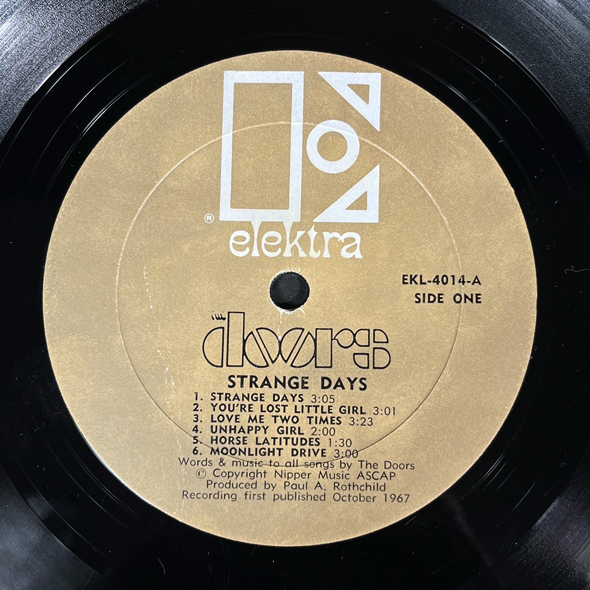 ®
elektra
EKL-4014-A
SIDE ONE
the doors
STRANGE DAYS
1. STRANGE DAYS 3:05
2. YOU'RE LOST LITTLE GIRL 3:01
3. LOVE ME TWO TIMES 3:23
4. UNHAPPY GIRL 2:00
5. HORSE LATITUDES 1:30
6. MOONLIGHT DRIVE 3:00
Words & music to all songs by The Doors
© Copyright Nipper Music ASCAP
Produced by Paul A. Rothchild
Recording first published October 1967